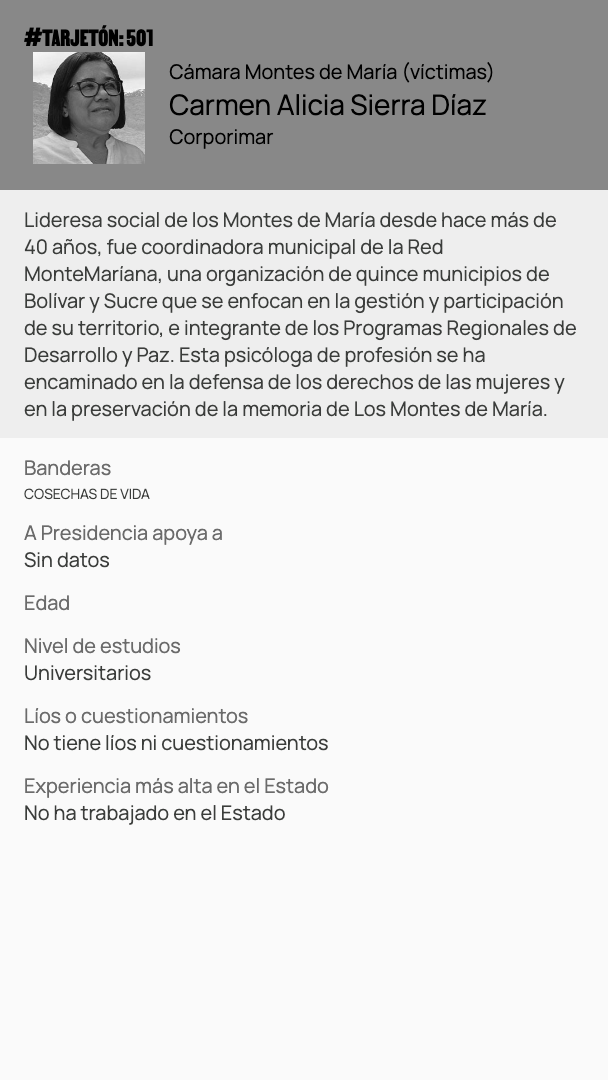 #TARJETÓN: 501
Cámara Montes de María (víctimas)
Carmen Alicia Sierra Díaz
Corporimar
Lideresa social de los Montes de María desde hace más de
40 años, fue coordinadora municipal de la Red
MonteMaríana, una organización de quince municipios de
Bolívar y Sucre que se enfocan en la gestión y participación
de su territorio, e integrante de los Programas Regionales de
Desarrollo y Paz. Esta psicóloga de profesión se ha
encaminado en la defensa de los derechos de las mujeres y
en la preservación de la memoria de Los Montes de María.
Banderas
COSECHAS DE VIDA
A Presidencia apoya a
Sin datos
Edad
Nivel de estudios
Universitarios
Líos o cuestionamientos
No tiene líos ni cuestionamientos
Experiencia más alta en el Estado
No ha trabajado en el Estado